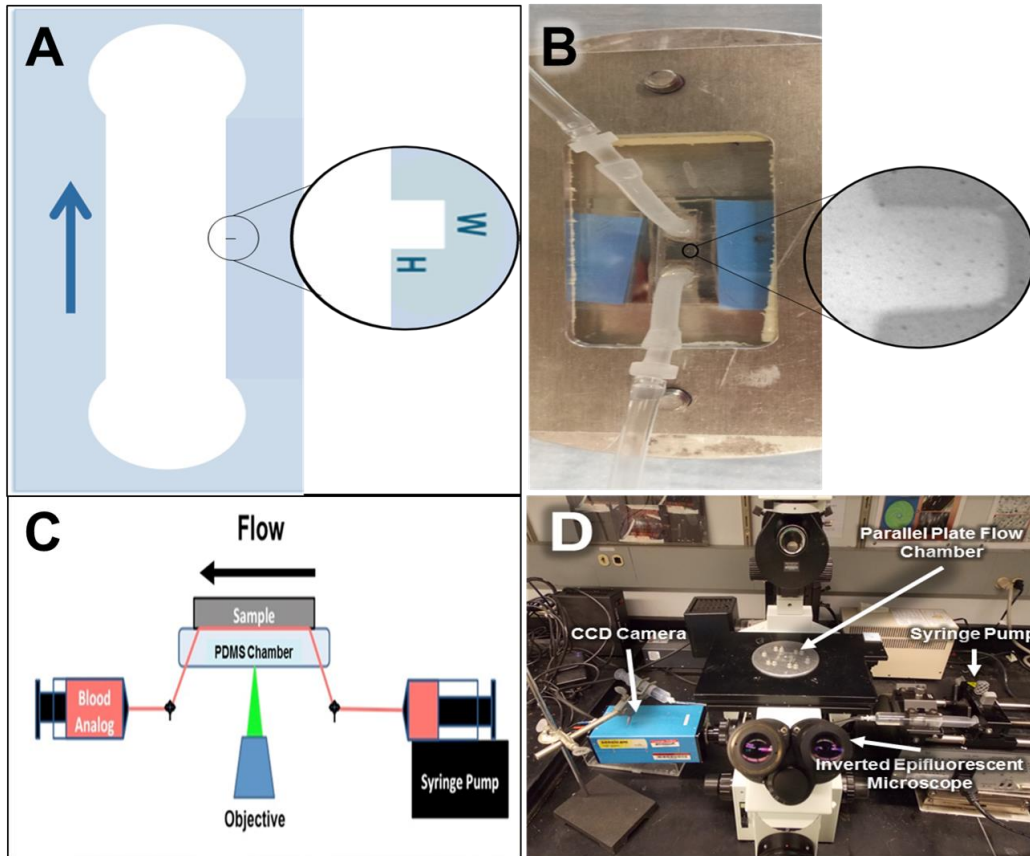 A
W
H
B
C
Flow
Sample
PDMS Chamber
Blood
Analog
Syringe Pump
Objective
D
Parallel Plate Flow
Chamber
CCD Camera
Syringe Pump
Inverted Epifluorescent
Microscope